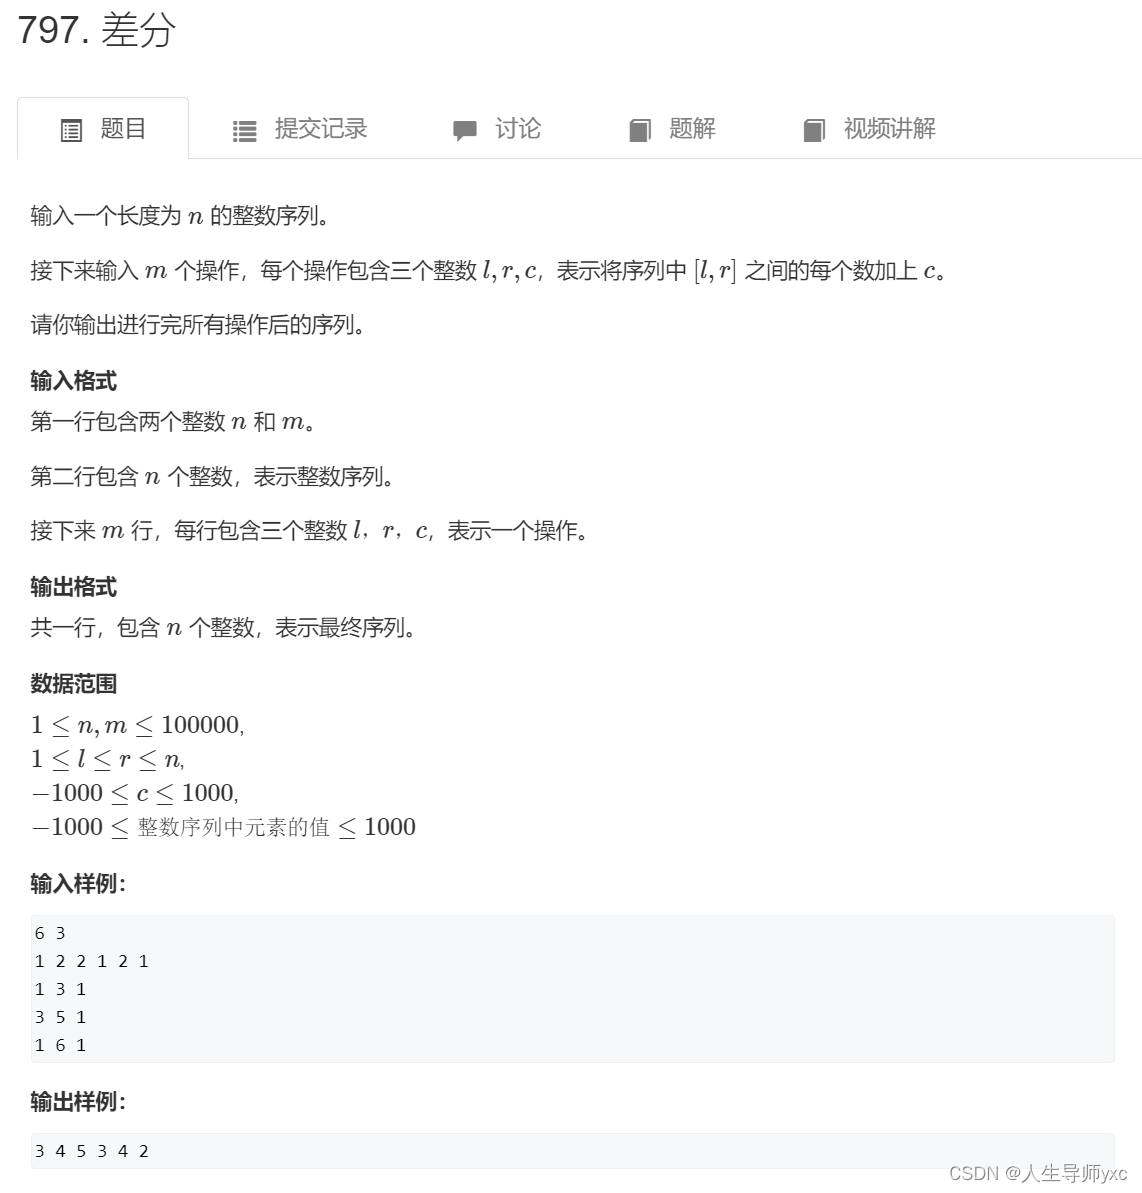 797. 差分
题目 提交记录 讨论 题解 视频讲解
输入一个长度为 n 的整数序列。
接下来输入 m 个操作，每个操作包含三个整数 l, r, c，表示将序列中 [l, r] 之间的每个数加上 c。
请你输出进行完所有操作后的序列。
输入格式
第一行包含两个整数 n 和 m。
第二行包含 n 个整数，表示整数序列。
接下来 m 行，每行包含三个整数 l，r，c，表示一个操作。
输出格式
共一行，包含 n 个整数，表示最终序列。
数据范围
1 ≤ n, m ≤ 100000,
1 ≤ l ≤ r ≤ n,
−1000 ≤ c ≤ 1000,
−1000 ≤ 整数序列中元素的值 ≤ 1000
输入样例：
6 3
1 2 2 1 2 1
1 3 1
3 5 1
1 6 1
输出样例：
3 4 5 3 4 2
CSDN @人生导师yxc